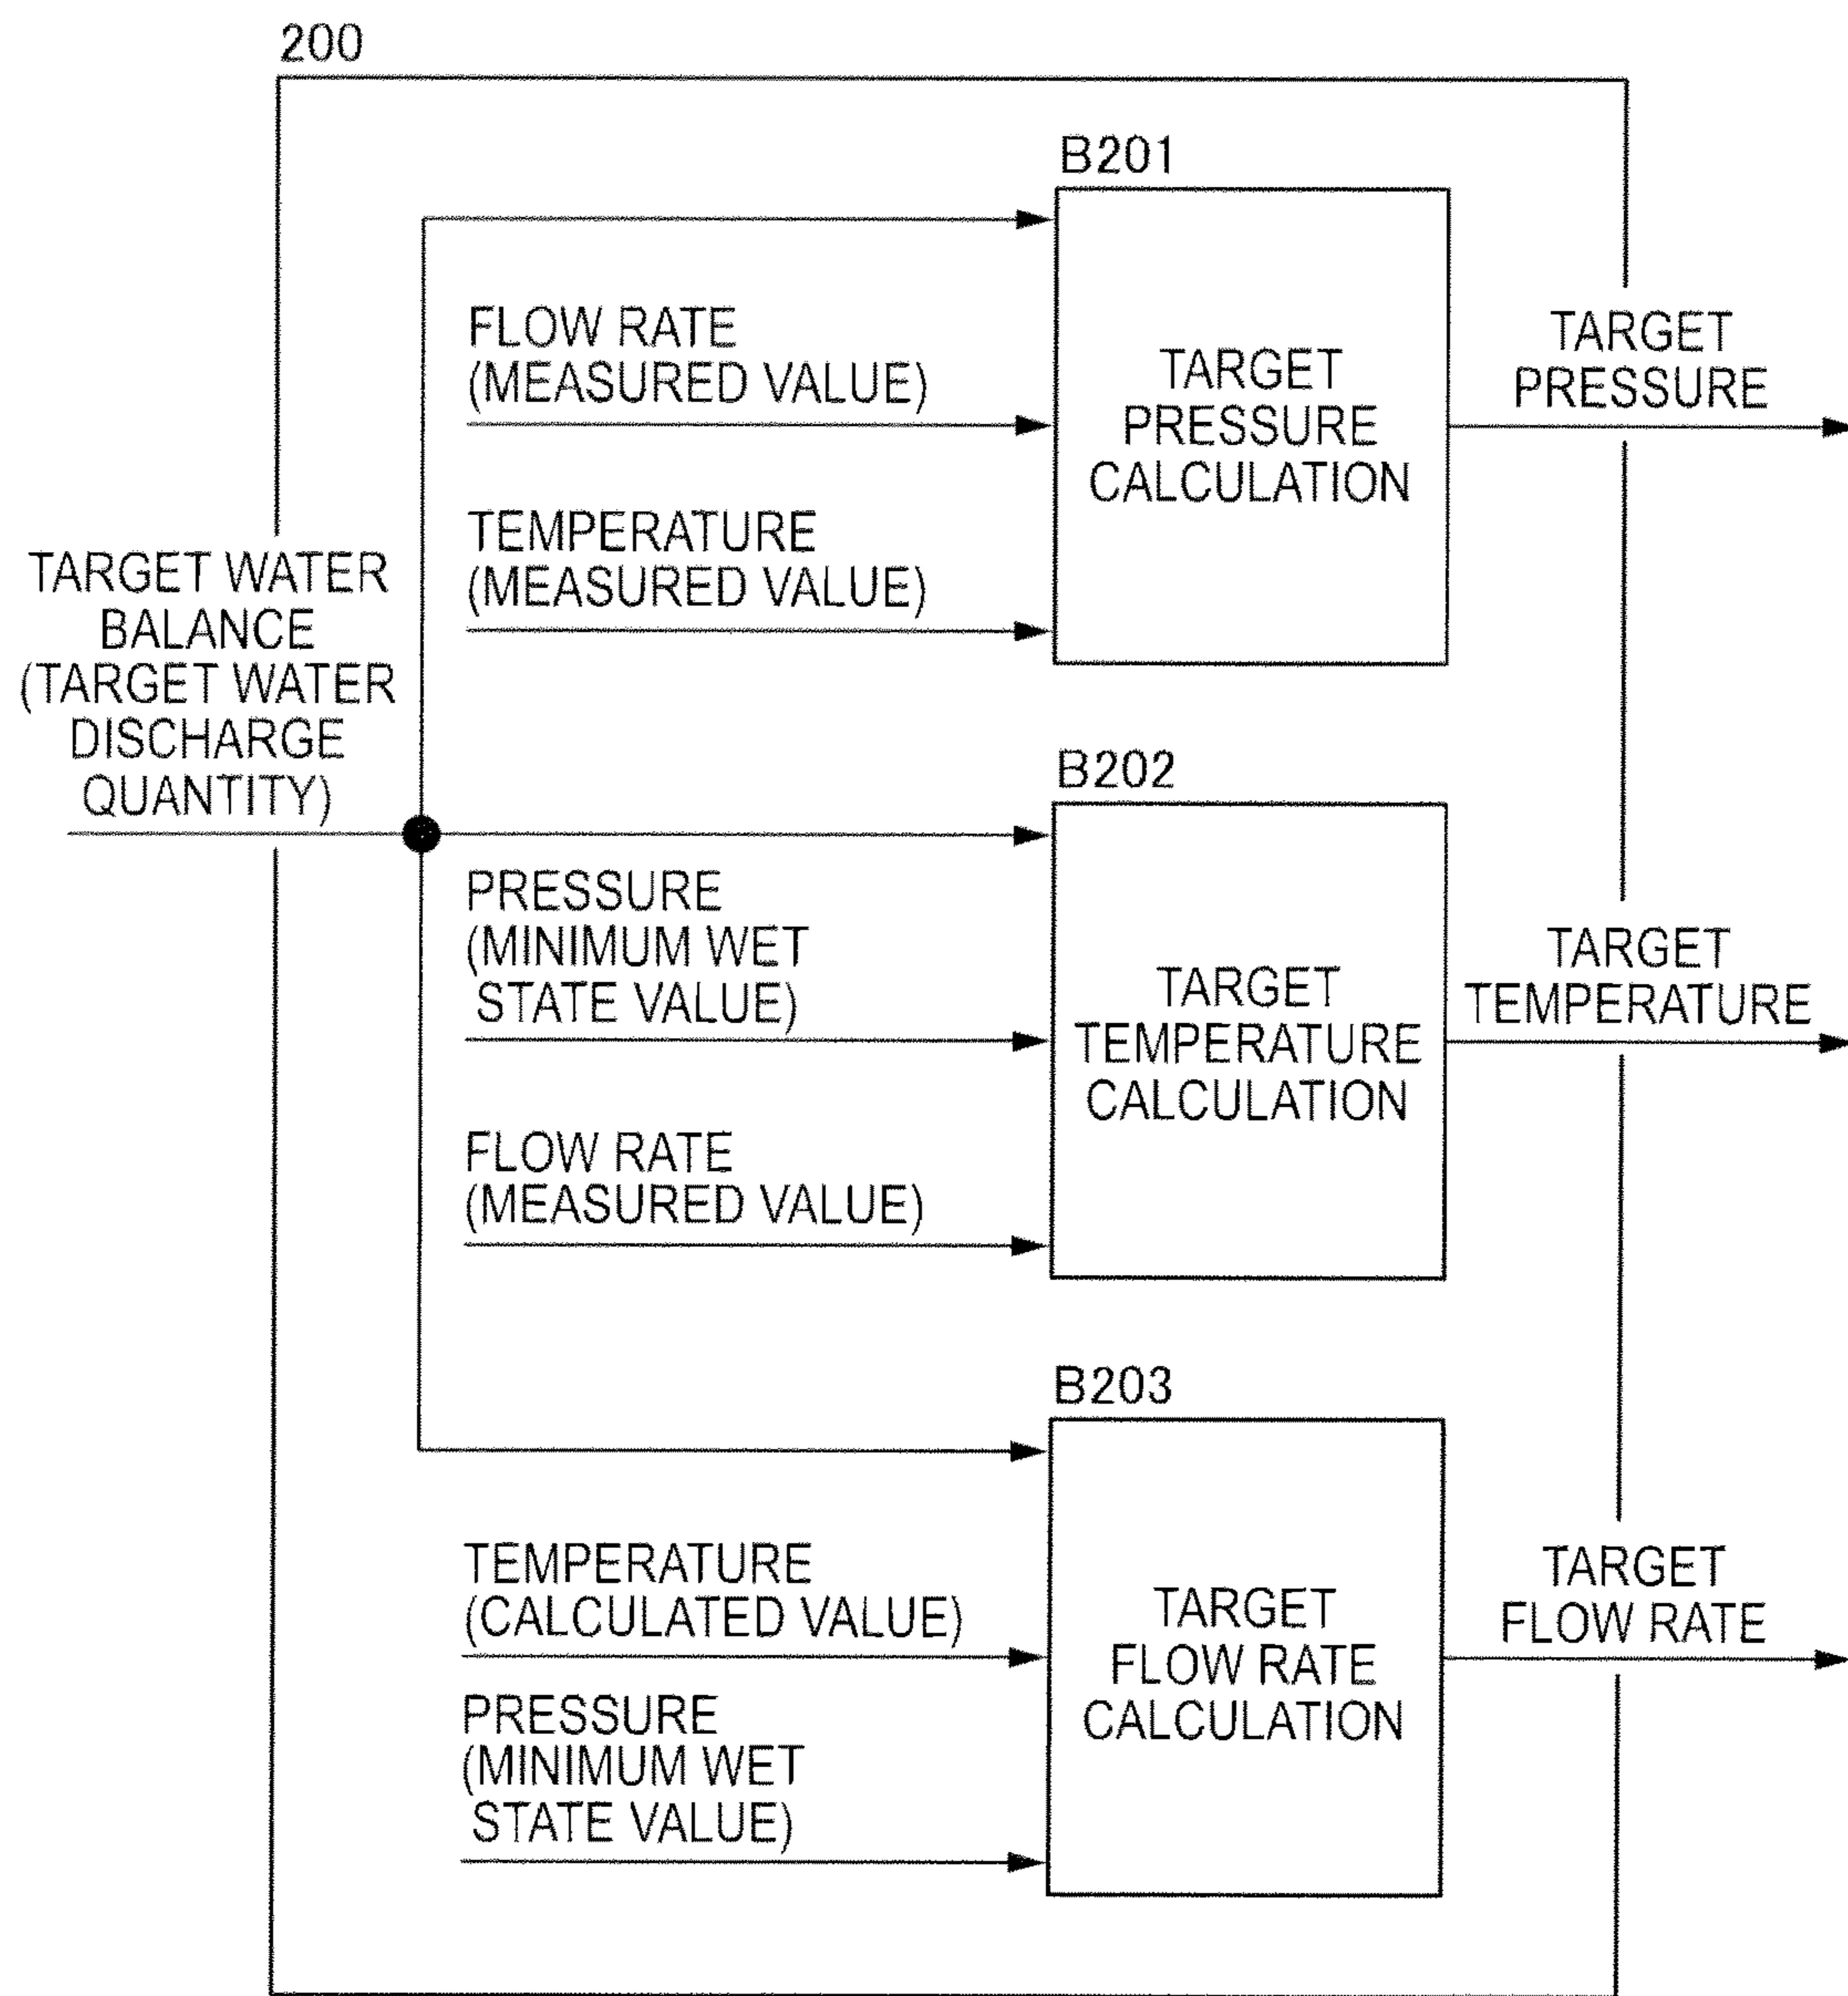 200
B201
FLOW RATE
(MEASURED VALUE)
TEMPERATURE
(MEASURED VALUE)
TARGET
PRESSURE
CALCULATION
TARGET
PRESSURE
TARGET WATER
BALANCE
(TARGET WATER
DISCHARGE
QUANTITY)
B202
PRESSURE
(MINIMUM WET
STATE VALUE)
FLOW RATE
(MEASURED VALUE)
TARGET
TEMPERATURE
CALCULATION
TARGET
TEMPERATURE
B203
TEMPERATURE
(CALCULATED VALUE)
PRESSURE
(MINIMUM WET
STATE VALUE)
TARGET
FLOW RATE
CALCULATION
TARGET
FLOW RATE